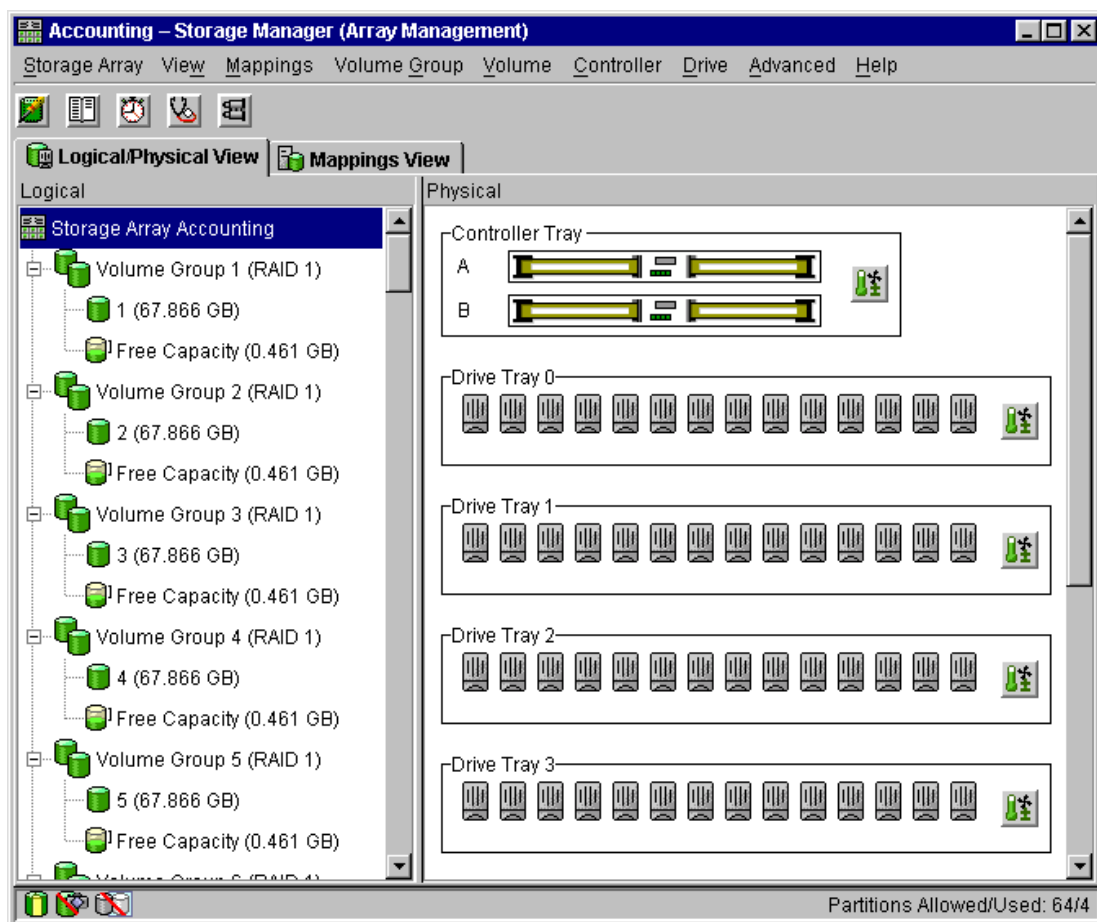 Accounting – Storage Manager (Array Management)
Storage Array View Mappings Volume Group Volume Controller Drive Advanced Help
Logical/Physical View Mappings View
Logical
Storage Array Accounting
Volume Group 1 (RAID 1)
1 (67.866 GB)
Free Capacity (0.461 GB)
Volume Group 2 (RAID 1)
2 (67.866 GB)
Free Capacity (0.461 GB)
Volume Group 3 (RAID 1)
3 (67.866 GB)
Free Capacity (0.461 GB)
Volume Group 4 (RAID 1)
4 (67.866 GB)
Free Capacity (0.461 GB)
Volume Group 5 (RAID 1)
5 (67.866 GB)
Free Capacity (0.461 GB)
Volume Group 6 (RAID 1)
Physical
Controller Tray
A
B
Drive Tray 0
Drive Tray 1
Drive Tray 2
Drive Tray 3
Partitions Allowed/Used: 64/4